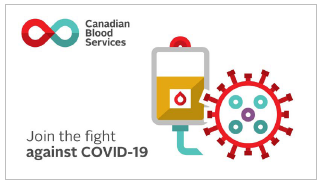 Canadian
Blood
Services
Join the fight
against COVID-19